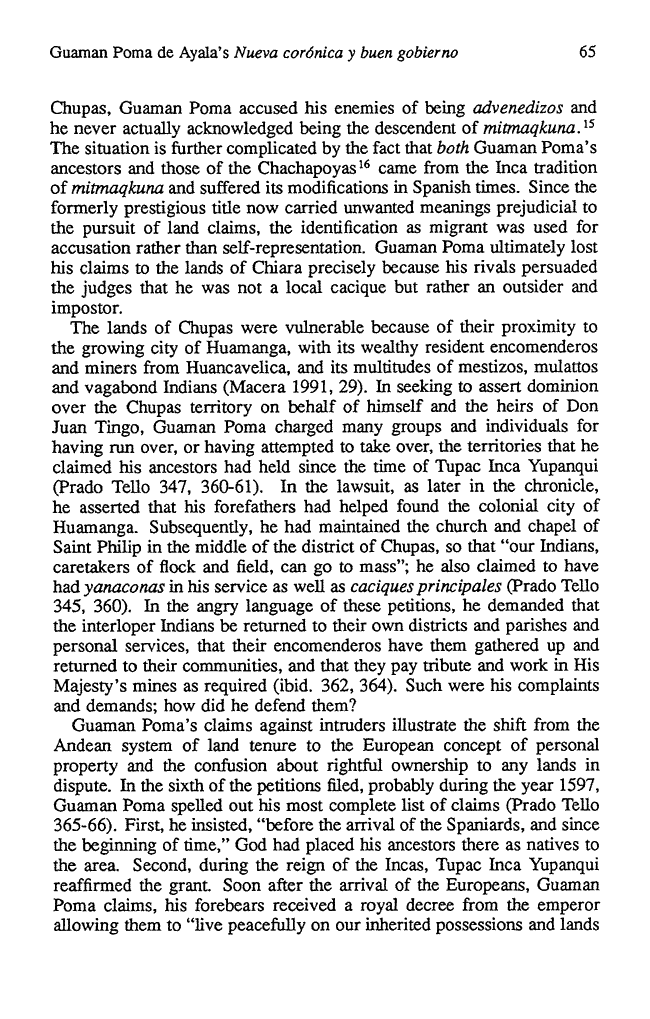 Guaman Poma de Ayala's Nueva corónica y buen gobierno 65
Chupas, Guaman Poma accused his enemies of being advenedizos and
he never actually acknowledged being the descendent of mitmaqkuna.15
The situation is further complicated by the fact that both Guaman Poma's
ancestors and those of the Chachapoyas16 came from the Inca tradition
of mitmaqkuna and suffered its modifications in Spanish times. Since the
formerly prestigious title now carried unwanted meanings prejudicial to
the pursuit of land claims, the identification as migrant was used for
accusation rather than self-representation. Guaman Poma ultimately lost
his claims to the lands of Chiara precisely because his rivals persuaded
the judges that he was not a local cacique but rather an outsider and
impostor.
The lands of Chupas were vulnerable because of their proximity to
the growing city of Huamanga, with its wealthy resident encomenderos
and miners from Huancavelica, and its multitudes of mestizos, mulattos
and vagabond Indians (Macera 1991, 29). In seeking to assert dominion
over the Chupas territory on behalf of himself and the heirs of Don
Juan Tingo, Guaman Poma charged many groups and individuals for
having run over, or having attempted to take over, the territories that he
claimed his ancestors had held since the time of Tupac Inca Yupanqui
(Prado Tello 347, 360-61). In the lawsuit, as later in the chronicle,
he asserted that his forefathers had helped found the colonial city of
Huamanga. Subsequently, he had maintained the church and chapel of
Saint Philip in the middle of the district of Chupas, so that "our Indians,
caretakers of flock and field, can go to mass"; he also claimed to have
had yanaconas in his service as well as caciques principales (Prado Tello
345, 360). In the angry language of these petitions, he demanded that
the interloper Indians be returned to their own districts and parishes and
personal services, that their encomenderos have them gathered up and
returned to their communities, and that they pay tribute and work in His
Majesty's mines as required (ibid. 362, 364). Such were his complaints
and demands; how did he defend them?
Guaman Poma's claims against intruders illustrate the shift from the
Andean system of land tenure to the European concept of personal
property and the confusion about rightful ownership to any lands in
dispute. In the sixth of the petitions filed, probably during the year 1597,
Guaman Poma spelled out his most complete list of claims (Prado Tello
365-66). First, he insisted, "before the arrival of the Spaniards, and since
the beginning of time," God had placed his ancestors there as natives to
the area. Second, during the reign of the Incas, Tupac Inca Yupanqui
reaffirmed the grant. Soon after the arrival of the Europeans, Guaman
Poma claims, his forebears received a royal decree from the emperor
allowing them to "live peacefully on our inherited possessions and lands